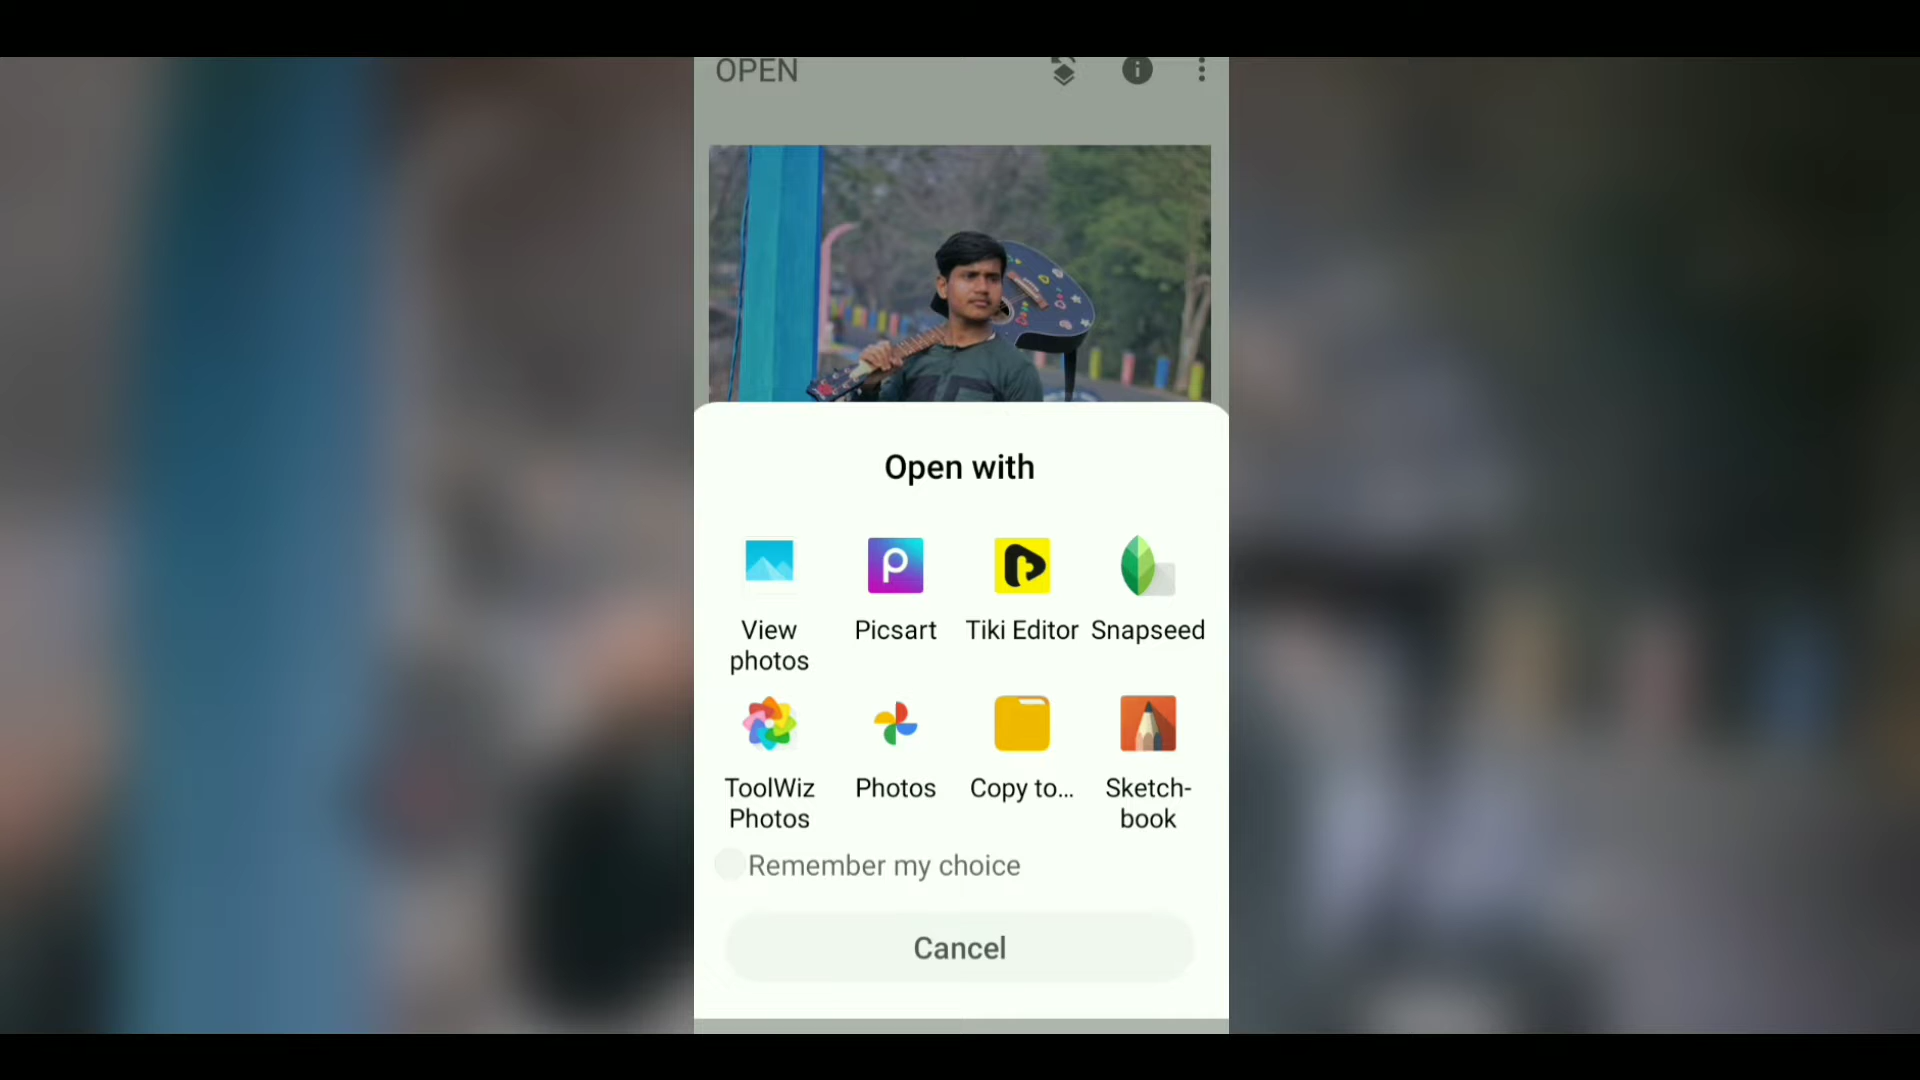 OPEN
Open with
View photos
Picsart
Tiki Editor
Snapseed
ToolWiz Photos
Photos
Copy to...
Sketch-book
Remember my choice
Cancel